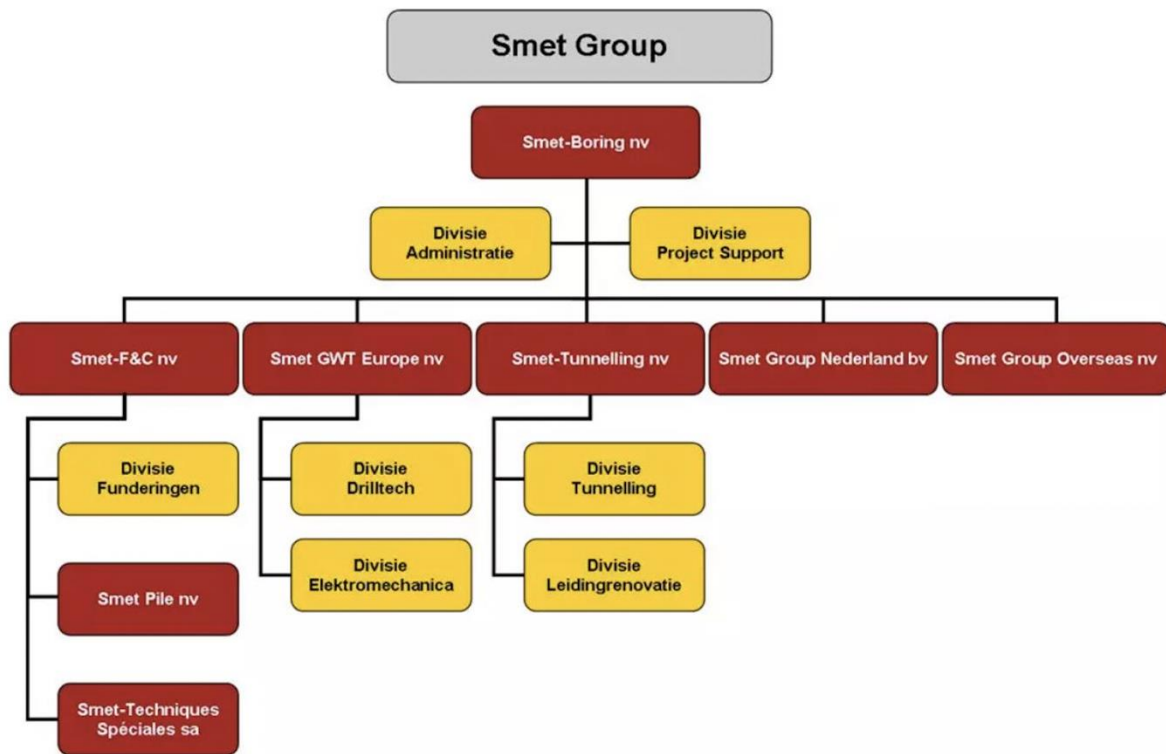 Smet Group
Smet-Boring nv
Divisie
Administratie
Divisie
Project Support
Smet-F&C nv
Smet GWT Europe nv
Smet-Tunnelling nv
Smet Group Nederland bv
Smet Group Overseas nv
Divisie
Funderingen
Divisie
Drilltech
Divisie
Tunnelling
Divisie
Elektromechanica
Divisie
Leidingrenovatie
Smet Pile nv
Smet-Techniques
Spéciales sa